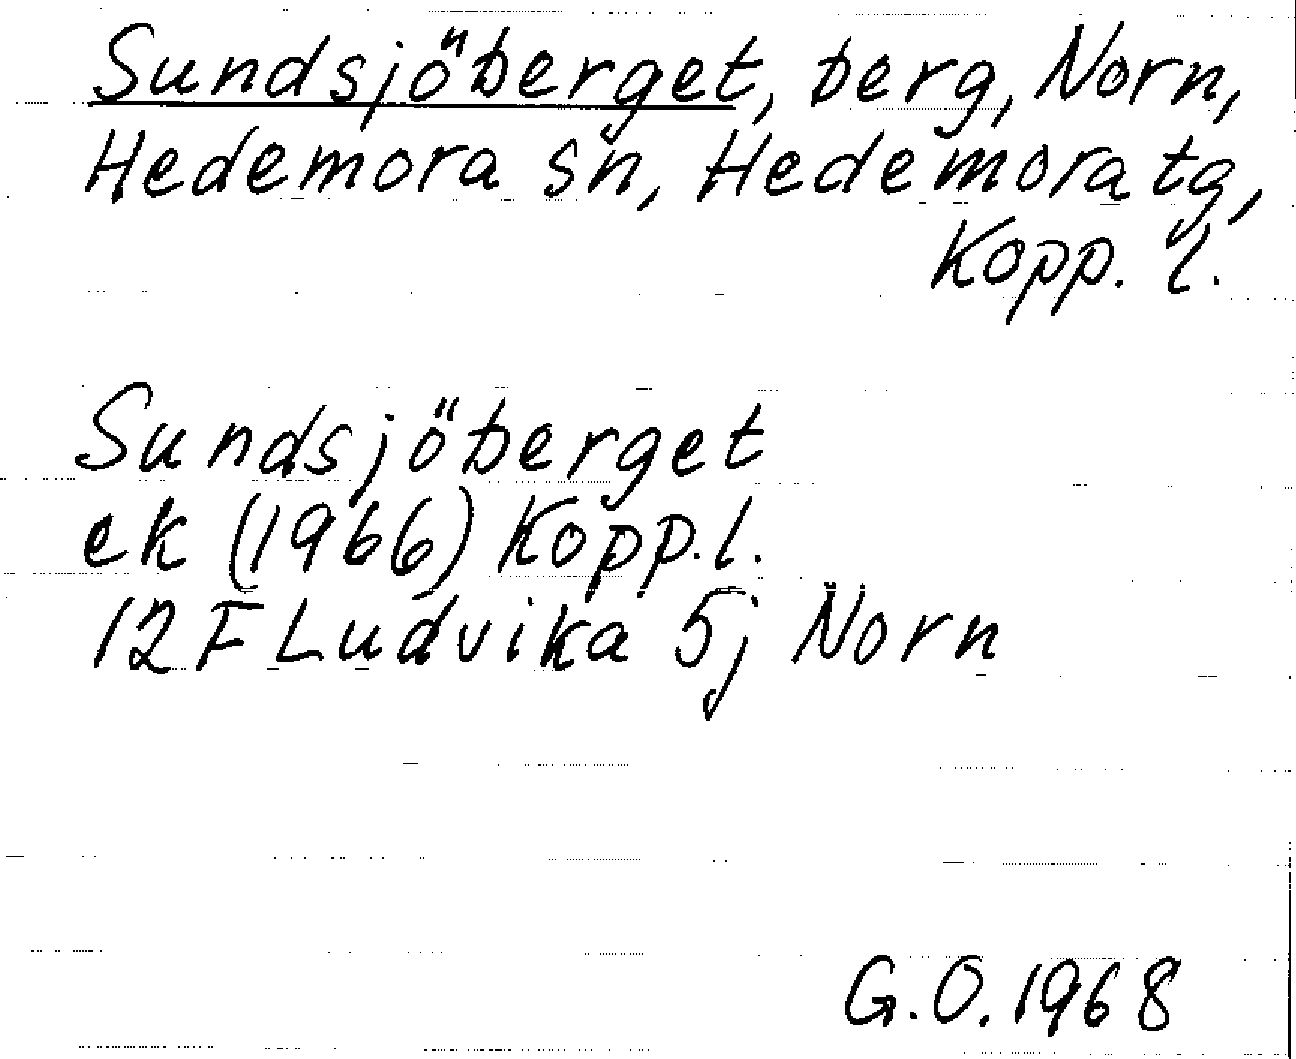 Sundsjöberget, berg, Norn,
Hedemora sn, Hedemora tg,
Kopp. l.
Sundsjöberget
ek (1966) Kopp. l.
12F Ludvika 5j Norn
G.O. 1968